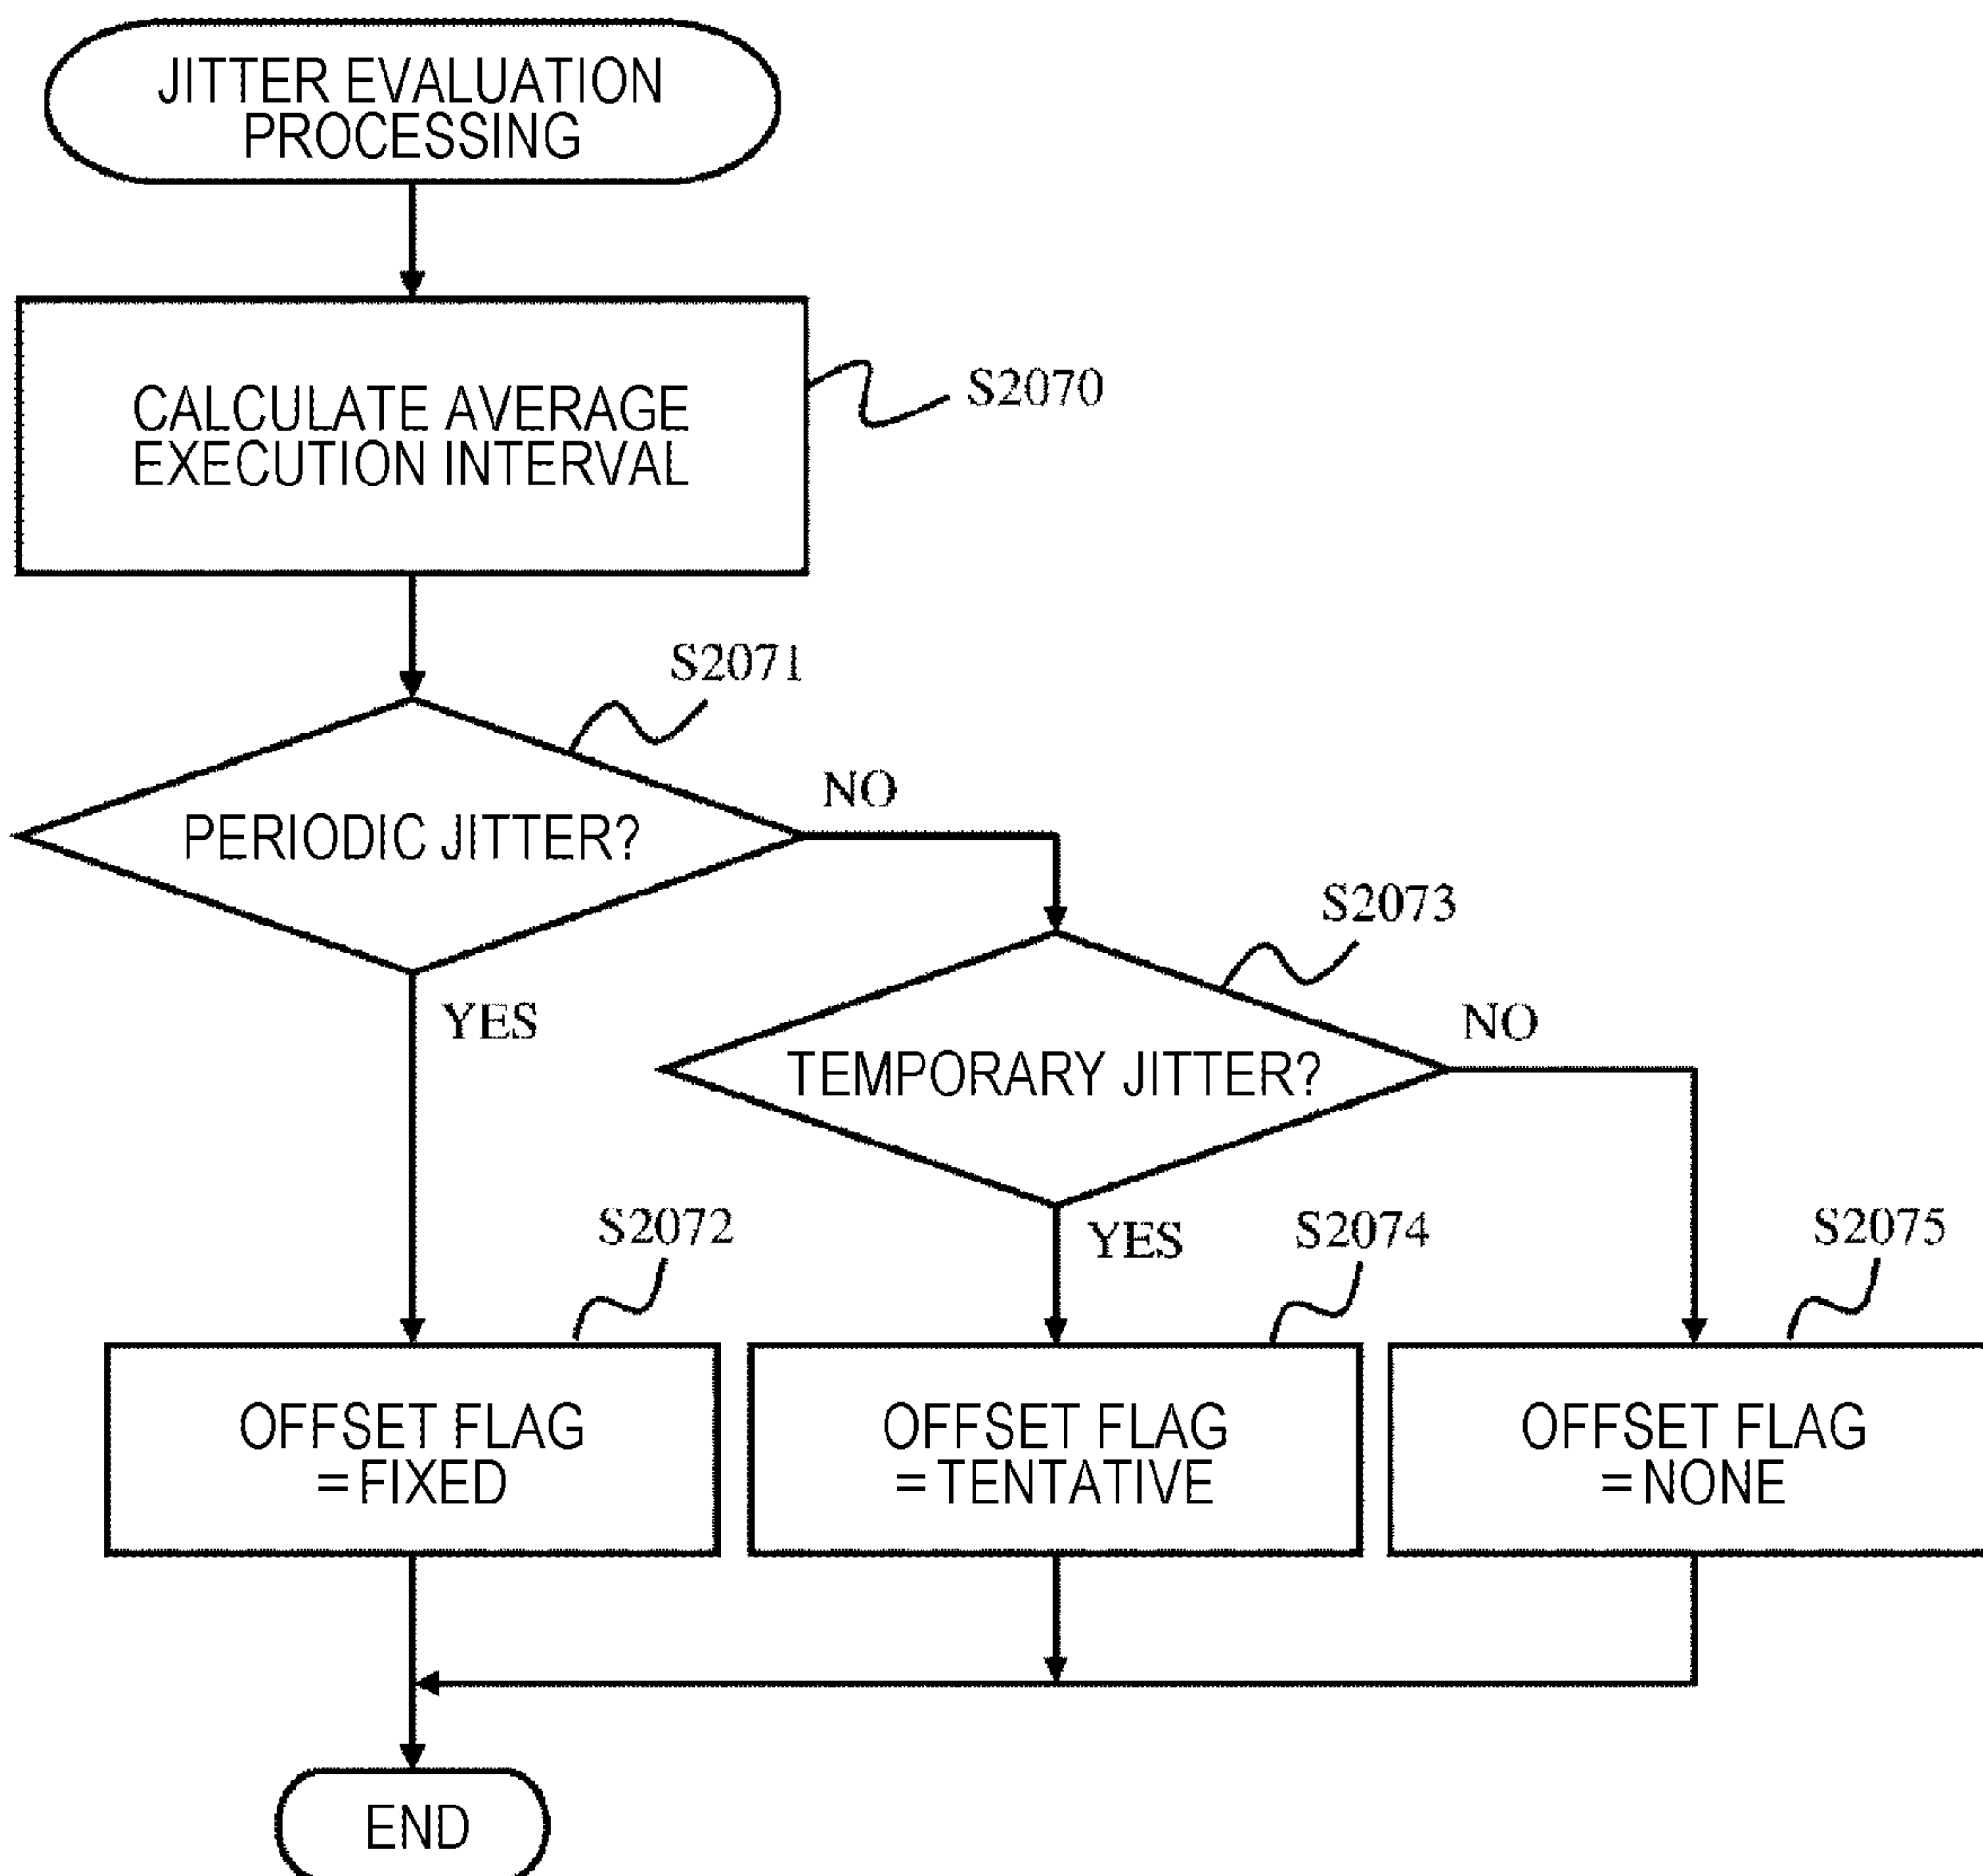 JITTER EVALUATION
PROCESSING
CALCULATE AVERAGE
EXECUTION INTERVAL
S2070
S2071
PERIODIC JITTER?
NO
YES
S2073
TEMPORARY JITTER?
NO
YES
S2072
S2074
S2075
OFFSET FLAG
=FIXED
OFFSET FLAG
=TENTATIVE
OFFSET FLAG
=NONE
END